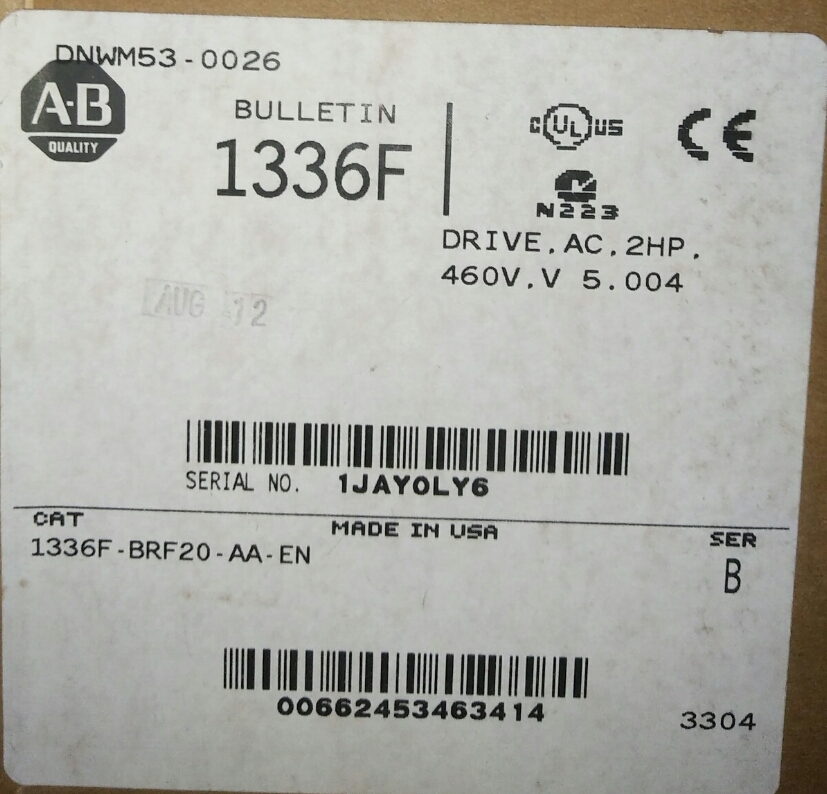 DNWM53-0026
A-B
QUALITY
BULLETIN
1336F
C UL US
CE
N223
DRIVE, AC, 2HP,
460V, V 5.004
AUG 12
SERIAL NO. 1JAY0LY6
CAT
MADE IN USA
SER
1336F-BRF20-AA-EN
B
00662453463414
3304